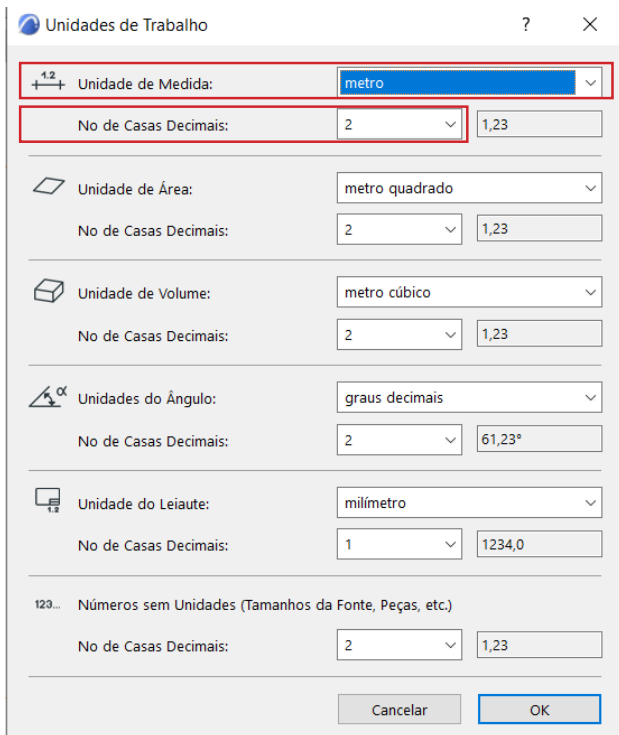 Unidades de Trabalho ?
1.2 Unidade de Medida: metro
No de Casas Decimais: 2 1,23
Unidade de Área: metro quadrado
No de Casas Decimais: 2 1,23
Unidade de Volume: metro cúbico
No de Casas Decimais: 2 1,23
α Unidades do Ângulo: graus decimais
No de Casas Decimais: 2 61,23°
1.2 Unidade do Leiaute: milímetro
No de Casas Decimais: 1 1234,0
123... Números sem Unidades (Tamanhos da Fonte, Peças, etc.)
No de Casas Decimais: 2 1,23
Cancelar OK